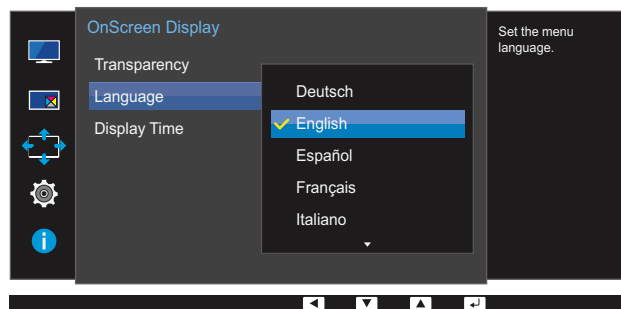 OnScreen Display
Transparency
Language
Display Time
Deutsch
English
Español
Français
Italiano
Set the menu
language.